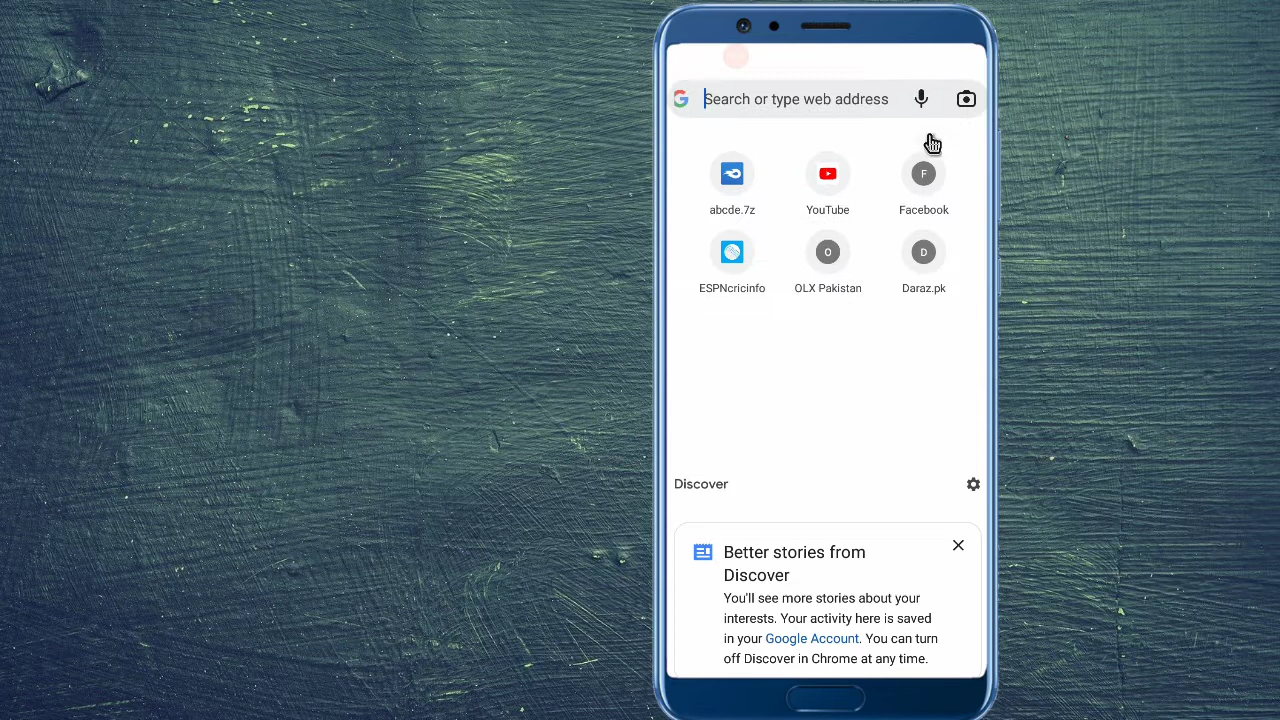 Search or type web address
abcde.7z
YouTube
F
Facebook
ESPNcricinfo
O
OLX Pakistan
D
Daraz.pk
Discover
Better stories from
Discover
You'll see more stories about your
interests. Your activity here is saved
in your Google Account. You can turn
off Discover in Chrome at any time.